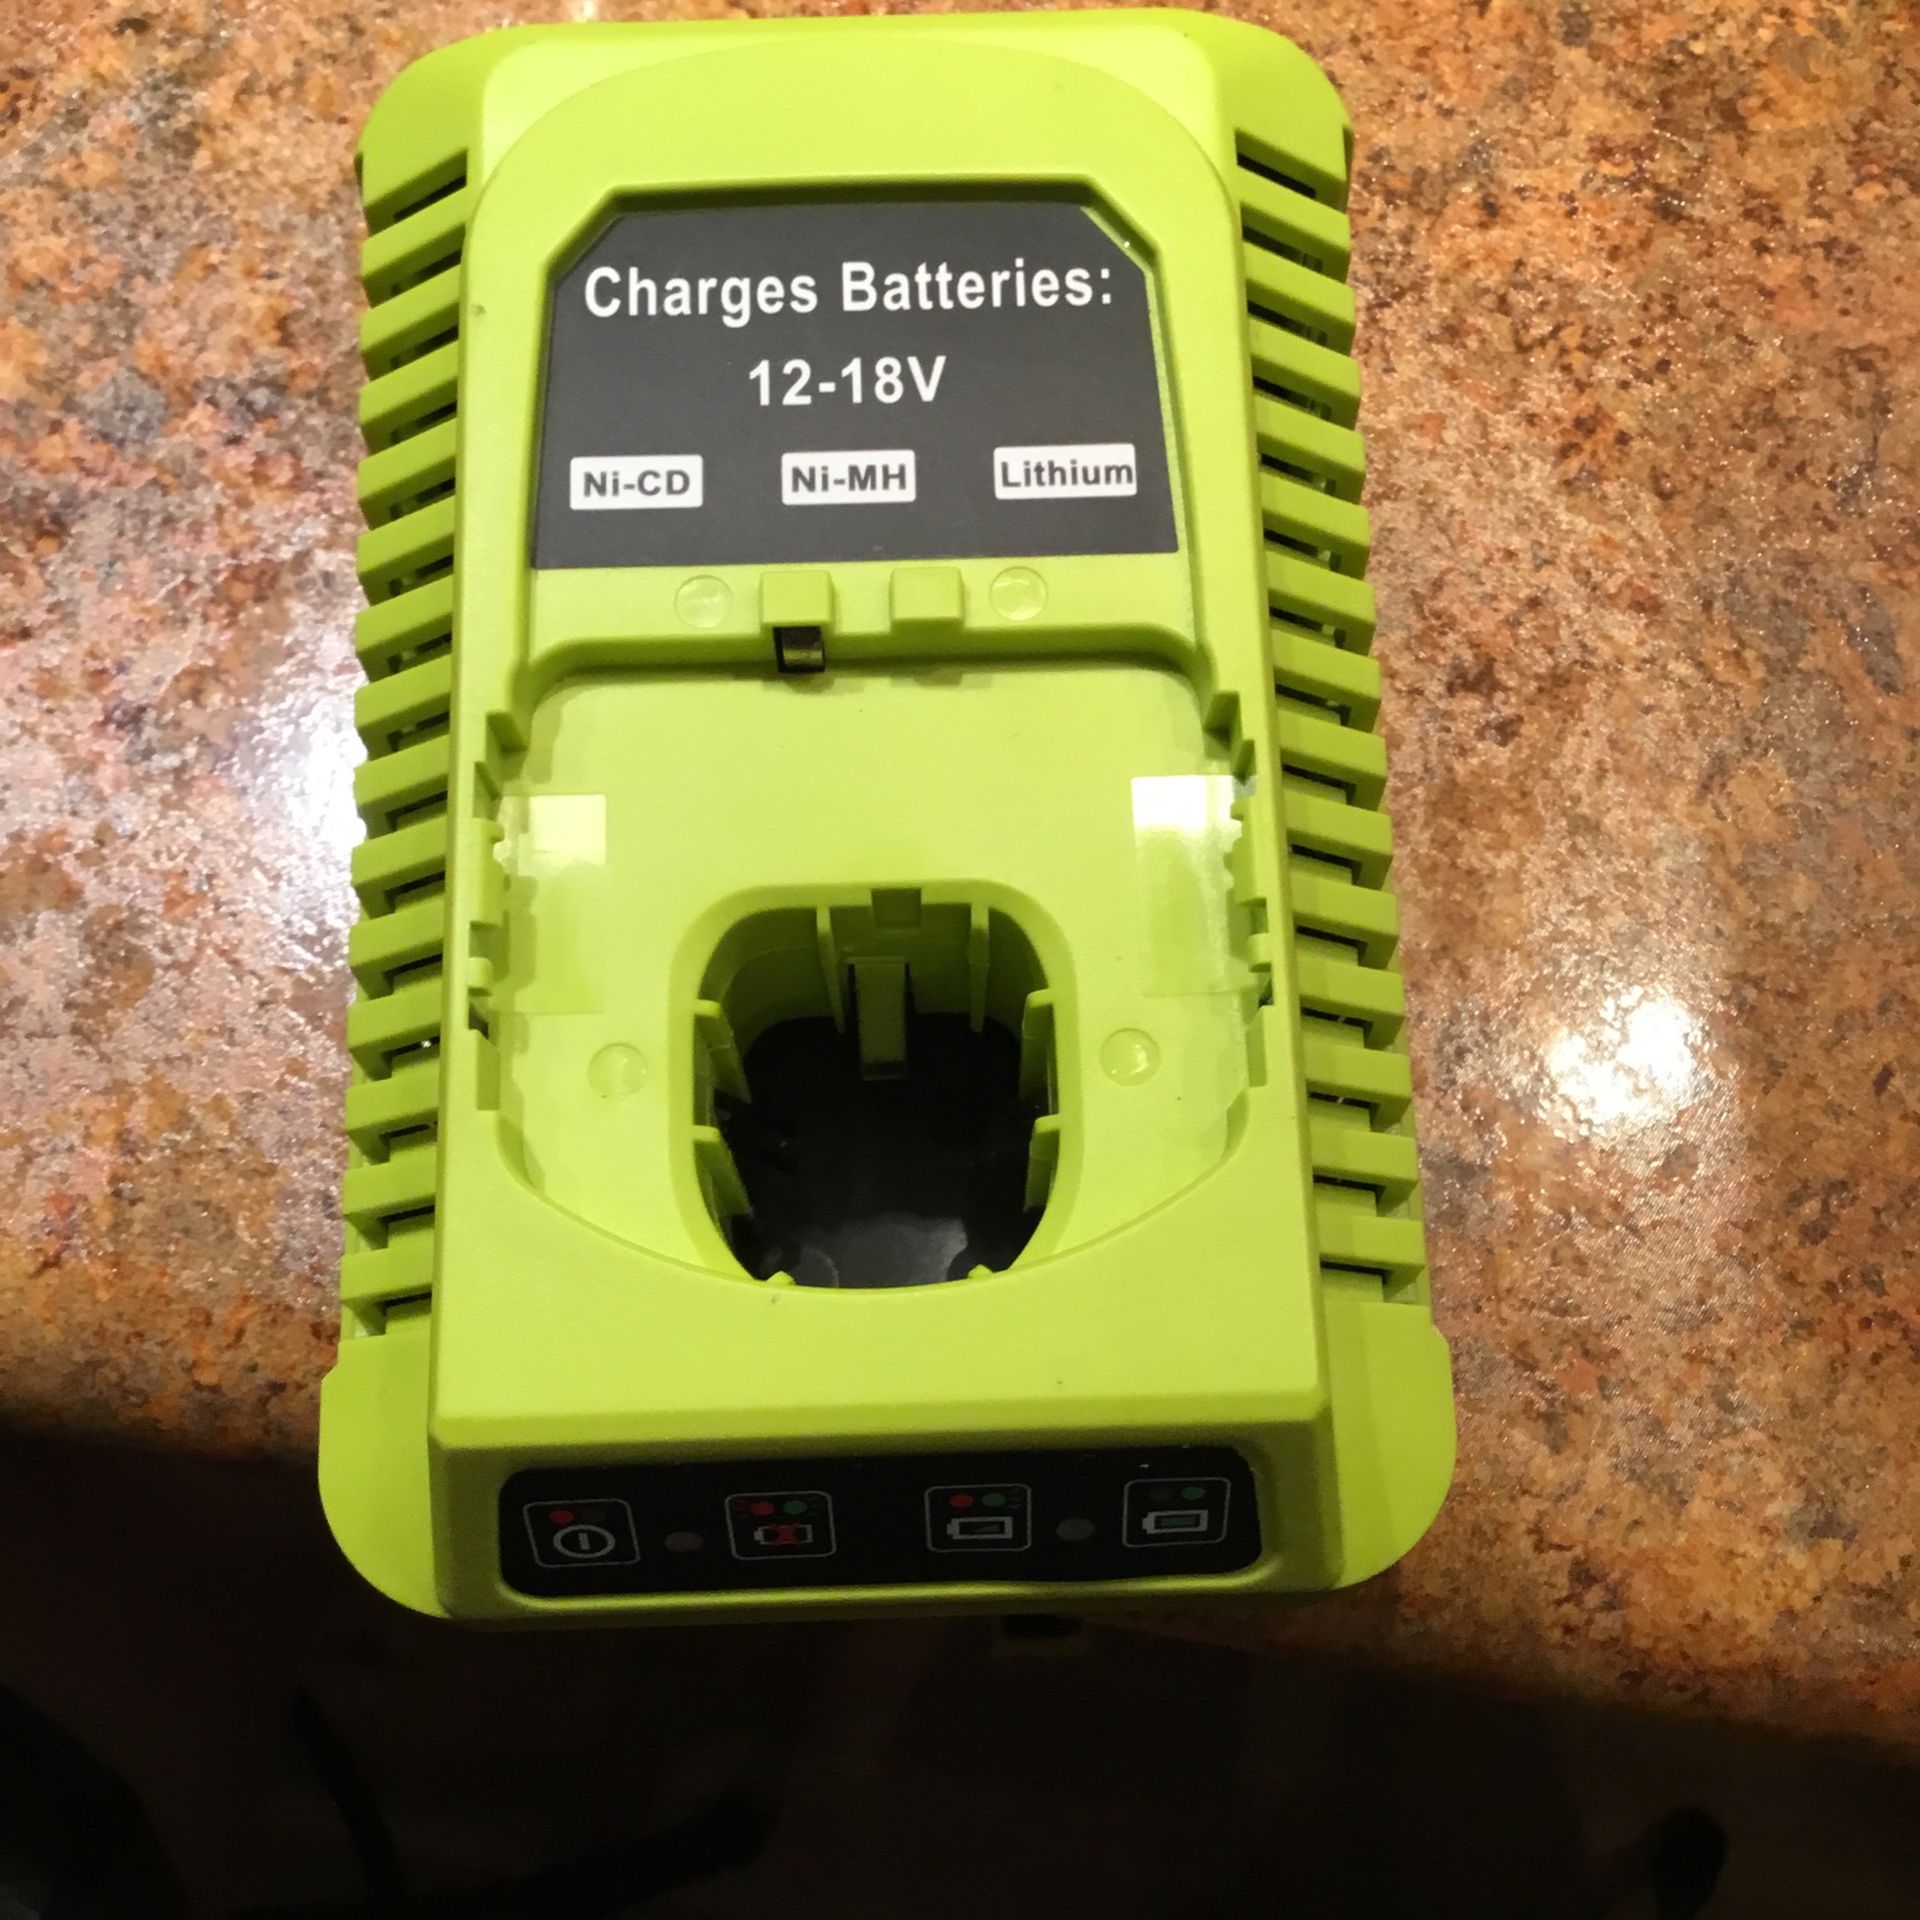 Charges Batteries:
12-18V
Ni-CD Ni-MH Lithium